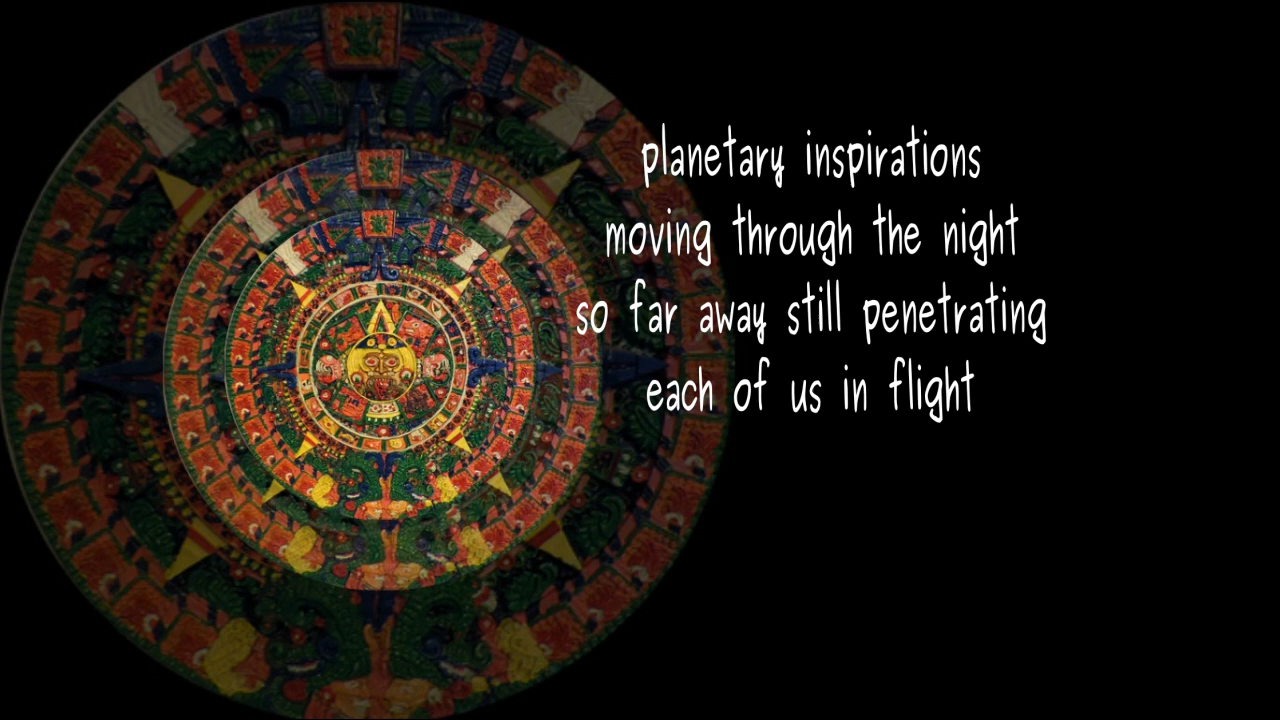 planetary inspirations
moving through the night
so far away still penetrating
each of us in flight